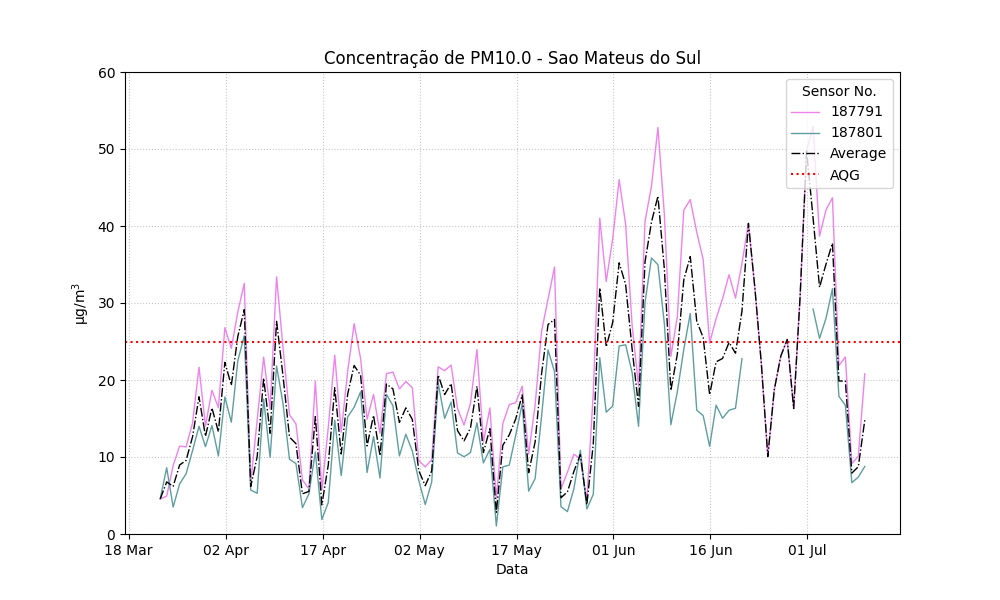 Concentração de PM10.0 - Sao Mateus do Sul
Sensor No.
187791
187801
Average
AQG
60
50
40
30
20
10
0
µg/m³
18 Mar
02 Apr
17 Apr
02 May
17 May
01 Jun
16 Jun
01 Jul
Data